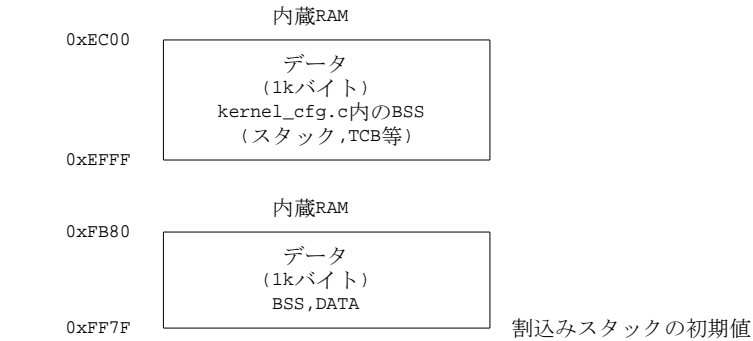 内蔵RAM
0xEC00
データ
(1kバイト)
kernel_cfg.c内のBSS
(スタック,TCB等)
0xEFFF
内蔵RAM
0xFB80
データ
(1kバイト)
BSS,DATA
0xFF7F
割込みスタックの初期値